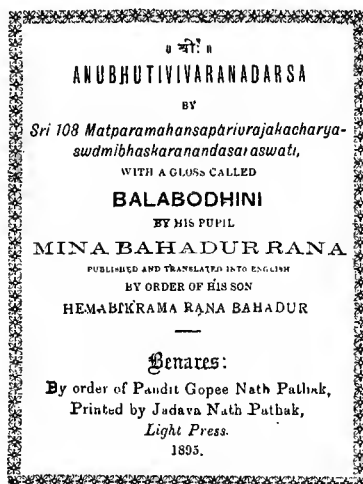 ॥ श्रीः ॥
ANUBHUTIVIVARANADARSA
BY
Sri 108 Matparamahansaparivrajakacharya-
swdmibhaskaranandasaraswati,
WITH A GLOSS CALLED
BALABODHINI
BY HIS PUPIL
MINA BAHADUR RANA
PUBLISHED AND TRANSLATED INTO ENGLISH
BY ORDER OF HIS SON
HEMABIKRAMA RANA BAHADUR
Benares:
By order of Pandit Gopee Nath Pathak,
Printed by Jadava Nath Pathak,
Light Press.
1895.